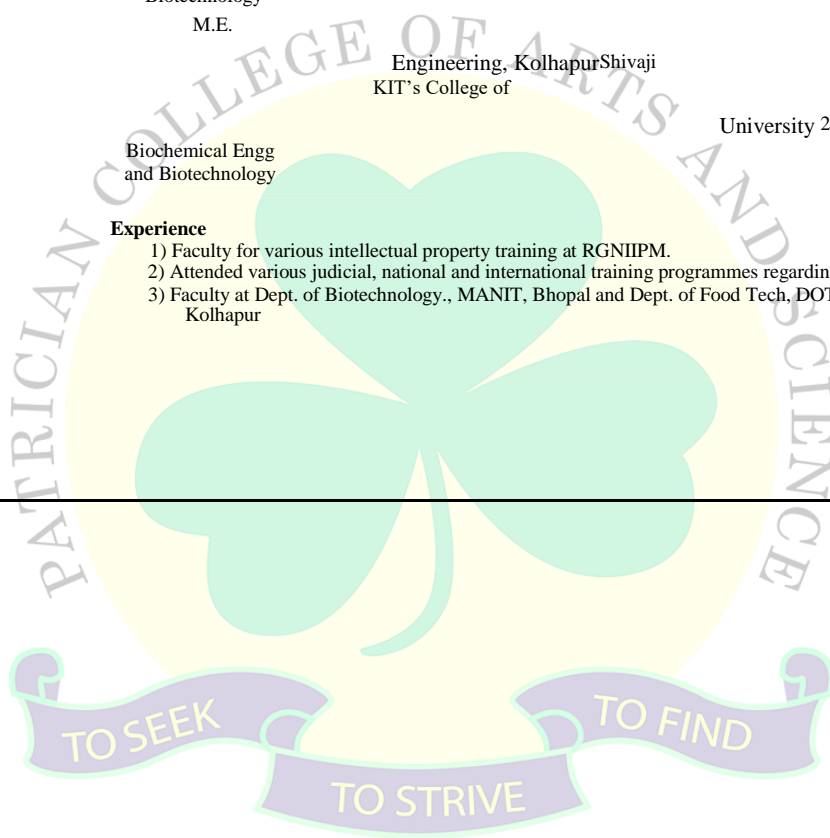 Biotechnology
M.E.
Engineering, Kolhapur Shivaji
KIT's College of
University 2
Biochemical Engg
and Biotechnology
Experience
1) Faculty for various intellectual property training at RGNIIPM.
2) Attended various judicial, national and international training programmes regardin
3) Faculty at Dept. of Biotechnology., MANIT, Bhopal and Dept. of Food Tech, DOT
Kolhapur
PATRICIAN COLLEGE OF ARTS AND SCIENCE
TO SEEK
TO STRIVE
TO FIND